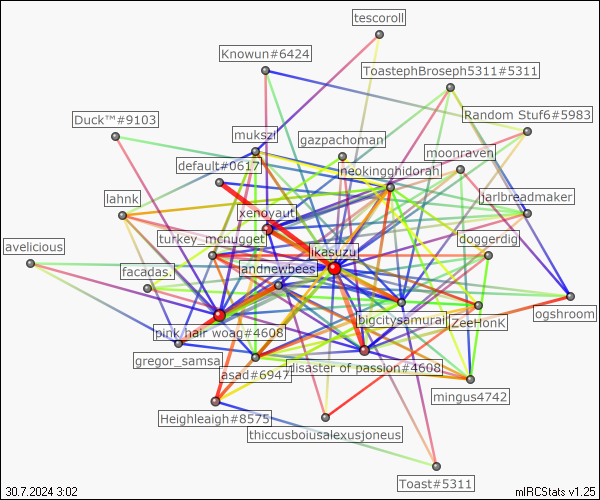 tescoroll
Knowun#6424
ToastephBroseph5311#5311
Duck™#9103
Random Stuf6#5983
mukszi
gazpachoman
moonraven
default#0617
neokingghidorah
lahnk
jarlbreadmaker
xenoyaut
turkey_mcnugget
ikasuzu
doggerdig
avelicious
facadas.
jandnewbees
ogshroom
bigcitysamurai
ZeeHonK
pink hair woag#4608
gregor_samsa
disaster of passion#4608
asad#6947
mingus4742
Heighleaigh#8575
thiccusboiusalexusjoneus
Toast#5311
30.7.2024 3:02
mIRCStats v1.25